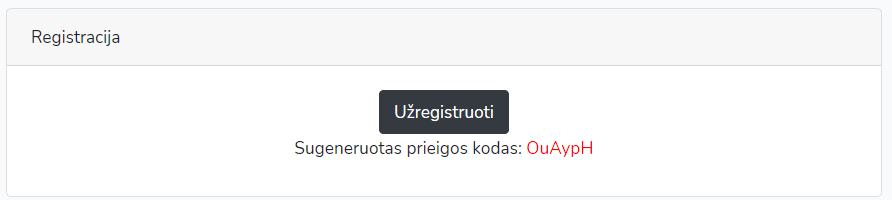 Registracija
Užregistruoti
Sugeneruotas prieigos kodas: OuAypH